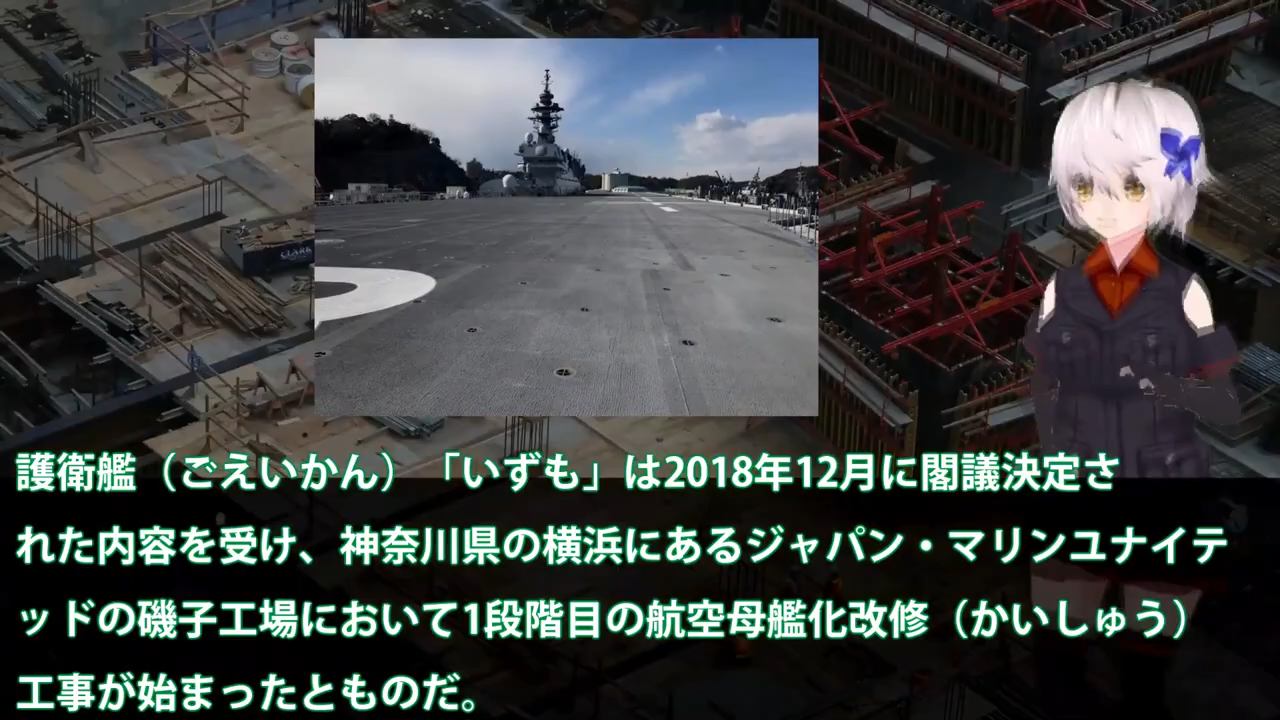 CLARK
護衛艦（ごえいかん）「いずも」は2018年12月に閣議決定さ
れた内容を受け、神奈川県の横浜にあるジャパン・マリンユナイテ
ッドの磯子工場において1段階目の航空母艦化改修（かいしゅう）
工事が始まったとものだ。